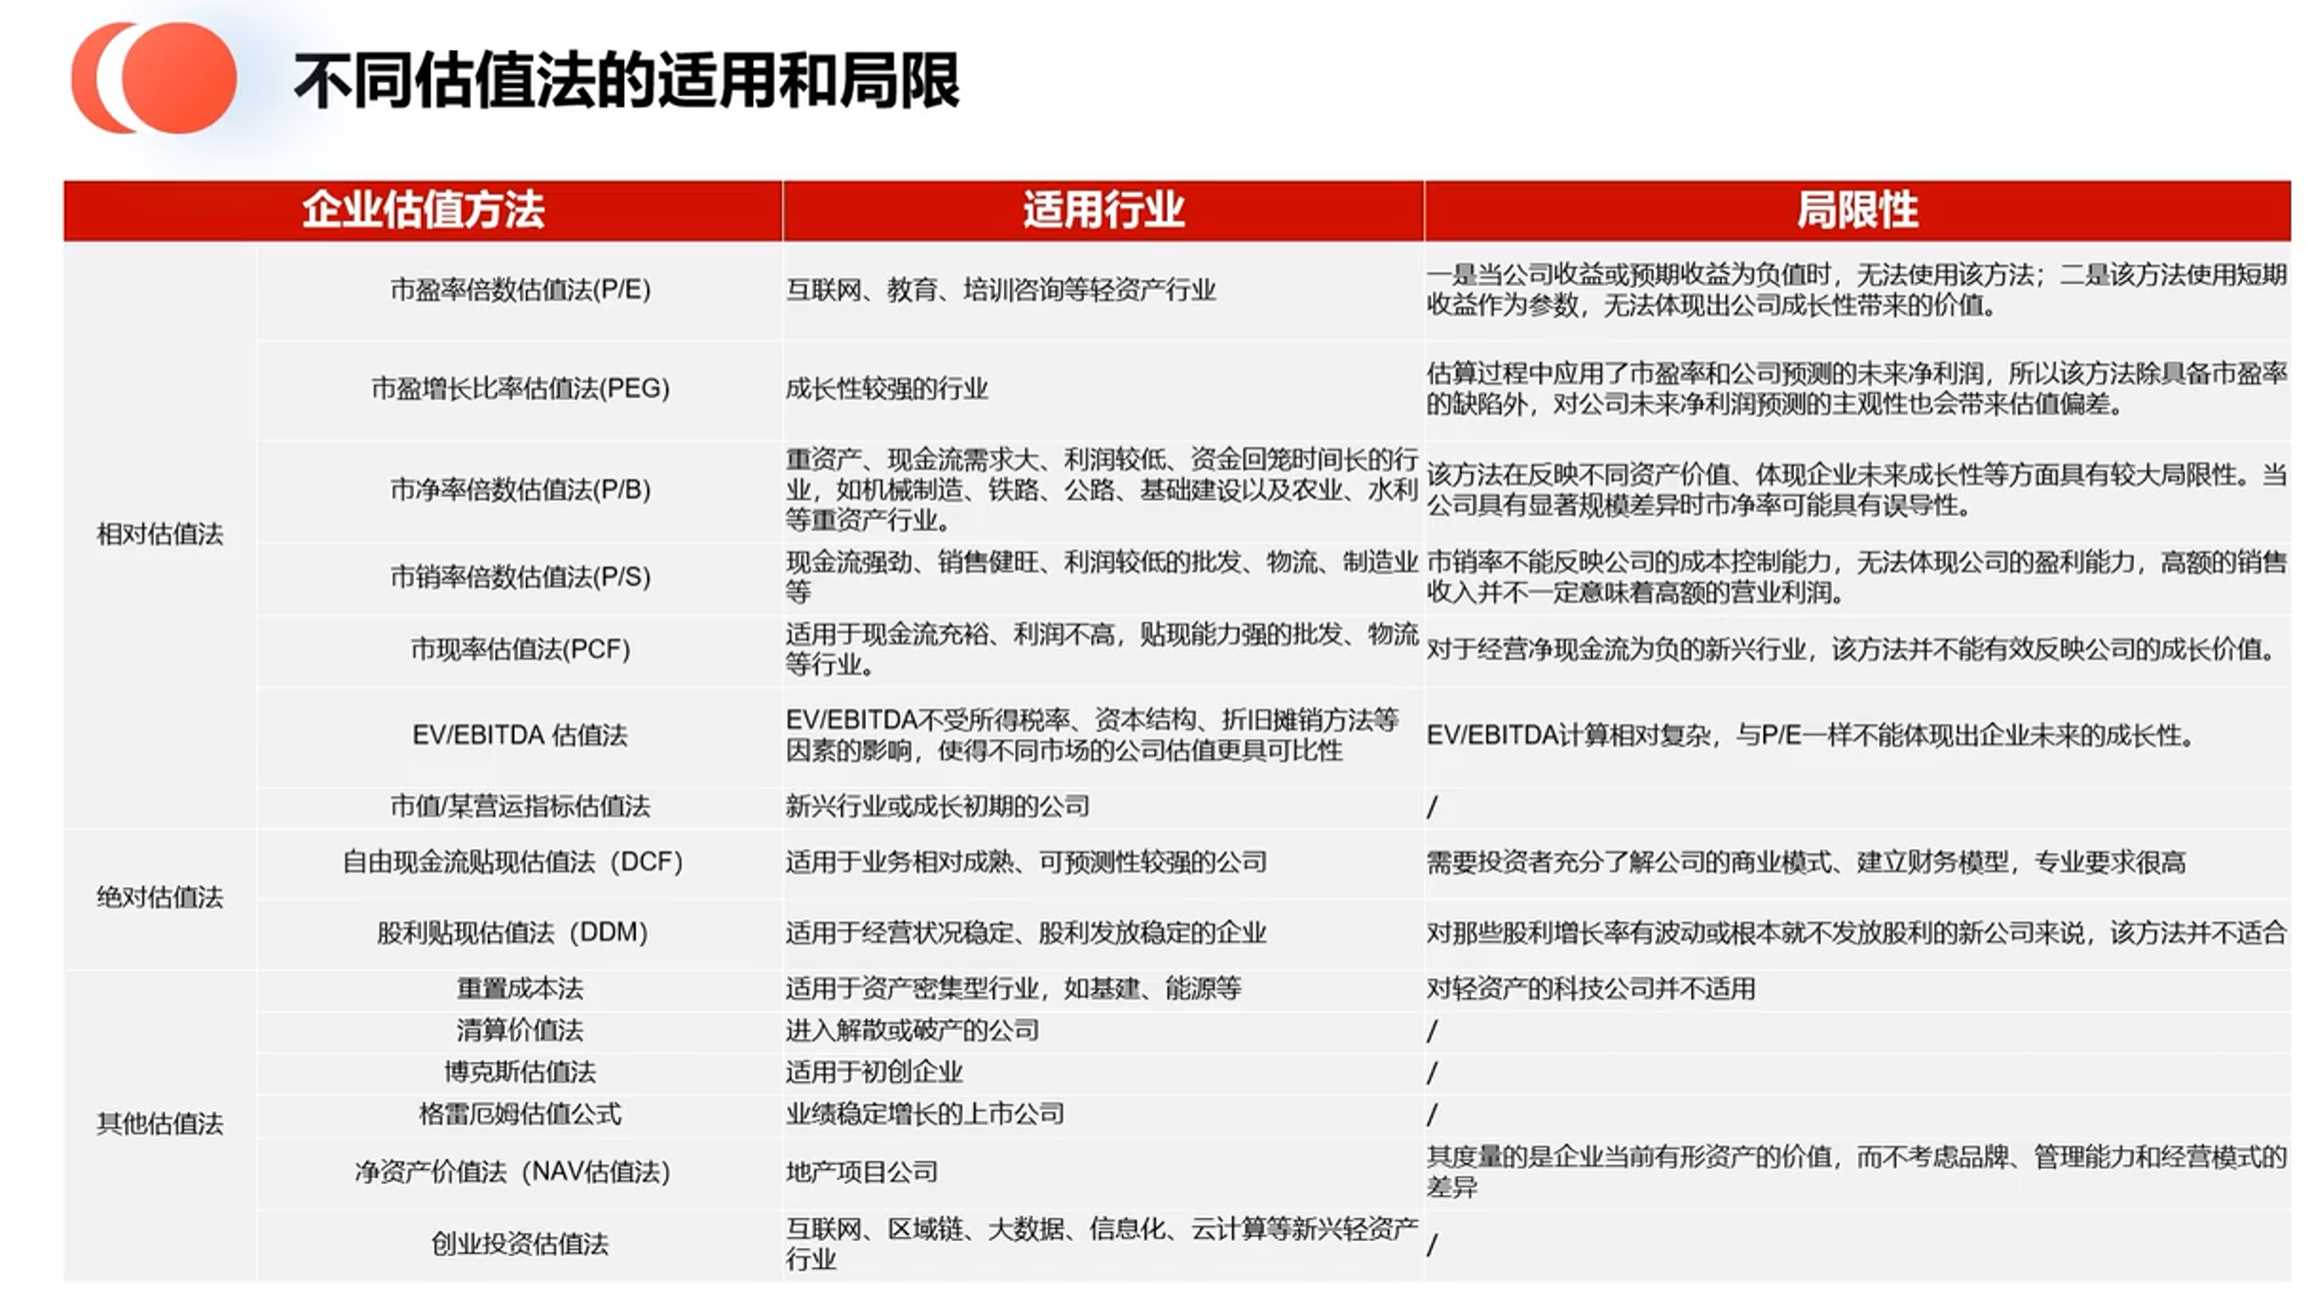 不同估值法的适用和局限
企业估值方法
适用行业
局限性
相对估值法
市盈率倍数估值法(P/E)
互联网、教育、培训咨询等轻资产行业
一是当公司收益或预期收益为负值时，无法使用该方法；二是该方法使用短期
收益作为参数，无法体现出公司成长性带来的价值。
市盈增长比率估值法(PEG)
成长性较强的行业
估算过程中应用了市盈率和公司预测的未来净利润，所以该方法除具备市盈率
的缺陷外，对公司未来净利润预测的主观性也会带来估值偏差。
市净率倍数估值法(P/B)
重资产、现金流需求大、利润较低、资金回笼时间长的行
业，如机械制造、铁路、公路、基础建设以及农业、水利
等重资产行业。
该方法在反映不同资产价值、体现企业未来成长性等方面具有较大局限性。当
公司具有显著规模差异时市净率可能具有误导性。
市销率倍数估值法(P/S)
现金流强劲、销售健旺、利润较低的批发、物流、制造业
等
市销率不能反映公司的成本控制能力，无法体现公司的盈利能力，高额的销售
收入并不一定意味着高额的营业利润。
市现率估值法(PCF)
适用于现金流充裕、利润不高，贴现能力强的批发、物流
等行业。
对于经营净现金流为负的新兴行业，该方法并不能有效反映公司的成长价值。
EV/EBITDA 估值法
EV/EBITDA不受所得税率、资本结构、折旧摊销方法等
因素的影响，使得不同市场的公司估值更具可比性
EV/EBITDA计算相对复杂，与P/E一样不能体现出企业未来的成长性。
市值/某营运指标估值法
新兴行业或成长初期的公司
/
绝对估值法
自由现金流贴现估值法（DCF）
适用于业务相对成熟、可预测性较强的公司
需要投资者充分了解公司的商业模式、建立财务模型，专业要求很高
股利贴现估值法（DDM）
适用于经营状况稳定、股利发放稳定的企业
对那些股利增长率有波动或根本就不发放股利的新公司来说，该方法并不适合
其他估值法
重置成本法
适用于资产密集型行业，如基建、能源等
对轻资产的科技公司并不适用
清算价值法
进入解散或破产的公司
/
博克斯估值法
适用于初创企业
/
格雷厄姆估值公式
业绩稳定增长的上市公司
/
净资产价值法（NAV估值法）
地产项目公司
其度量的是企业当前有形资产的价值，而不考虑品牌、管理能力和经营模式的
差异
创业投资估值法
互联网、区域链、大数据、信息化、云计算等新兴轻资产
行业
/